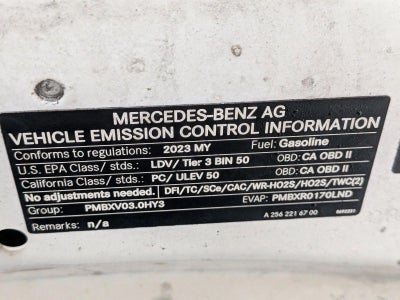 MERCEDES-BENZ AG
VEHICLE EMISSION CONTROL INFORMATION
Conforms to regulations: 2023 MY Fuel: Gasoline
U.S. EPA Class/ stds.: LDV/ Tier 3 BIN 50 OBD: CA OBD II
California Class/ stds.: PC/ ULEV 50 OBD: CA OBD II
No adjustments needed. DFI/TC/SCe/CAC/WR-HO2S/HO2S/TWC(2)
Group: PMBXV03.0HY3 EVAP: PMBXR0170LND
Remarks: n/a A 256 221 67 00